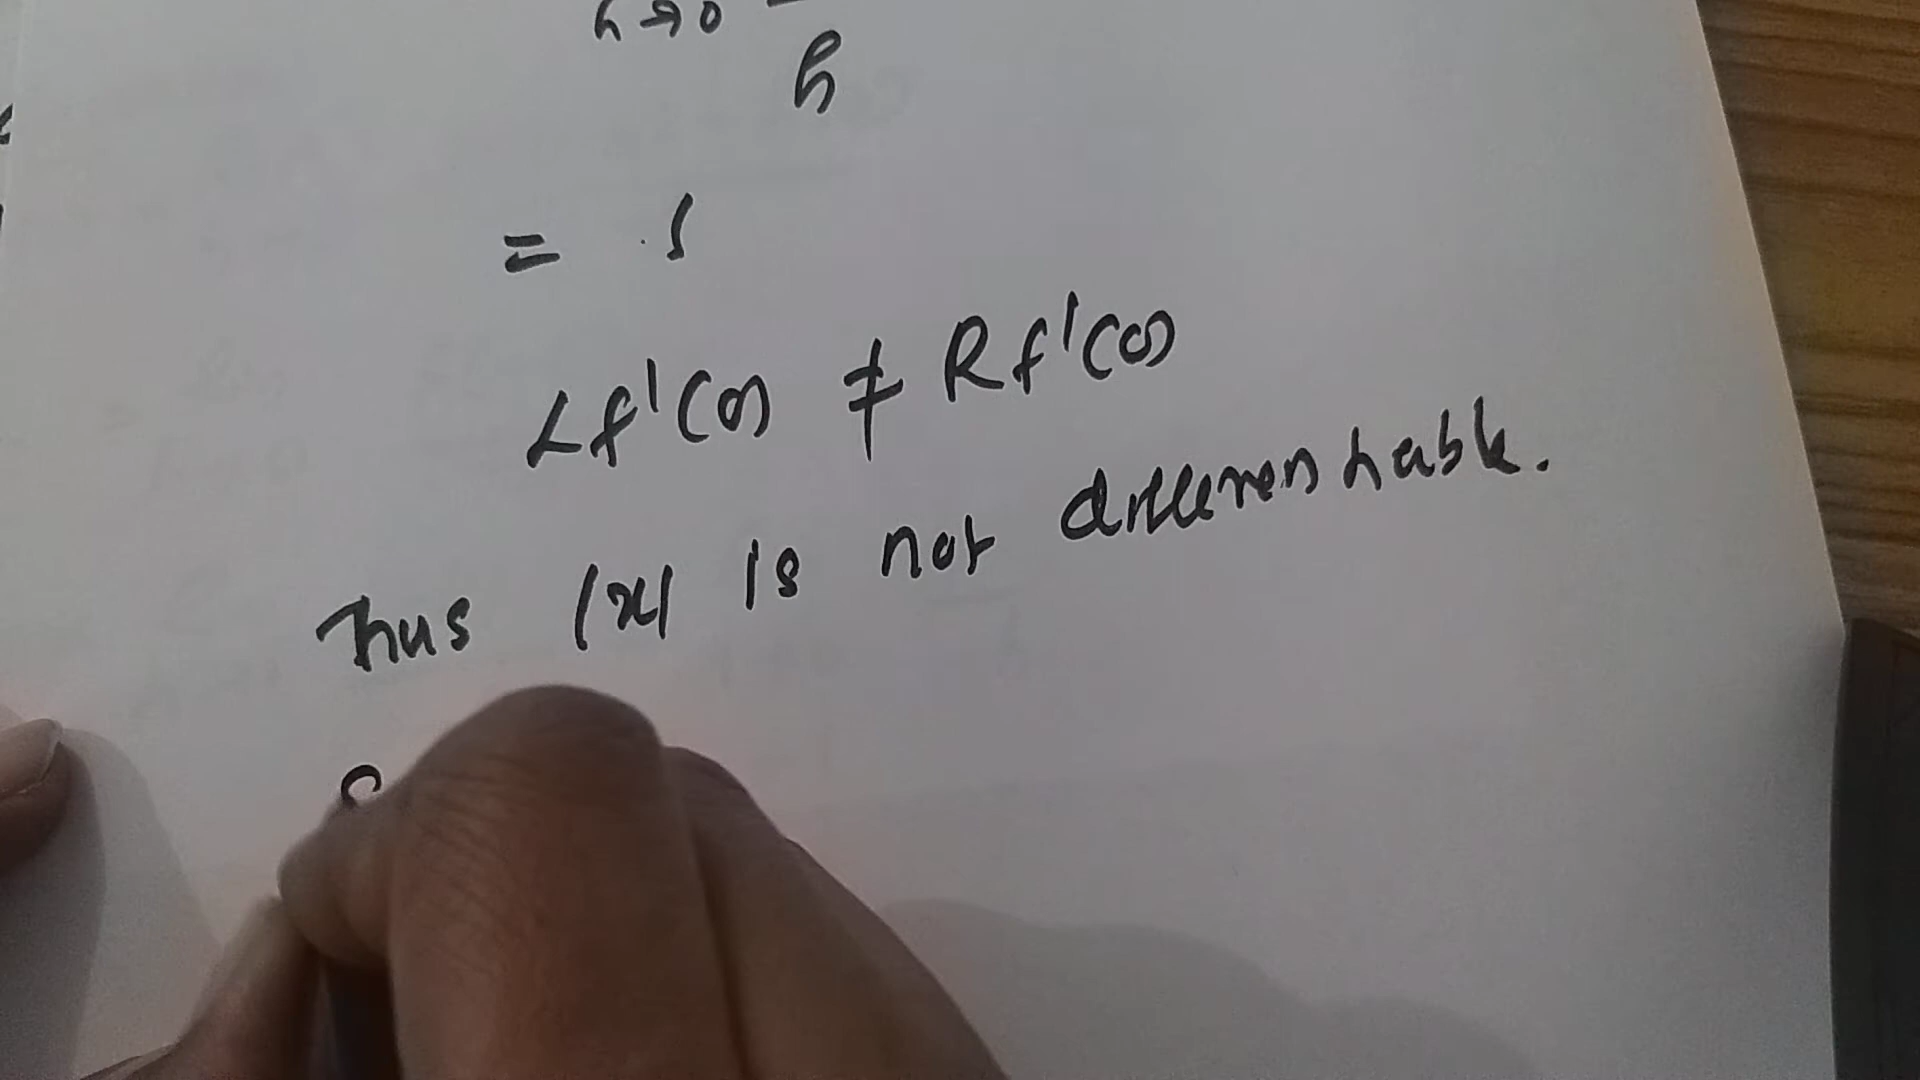 h→0
h
= 1
Lf'(0) ≠ Rf'(0)
Thus |x| is not differentiable.